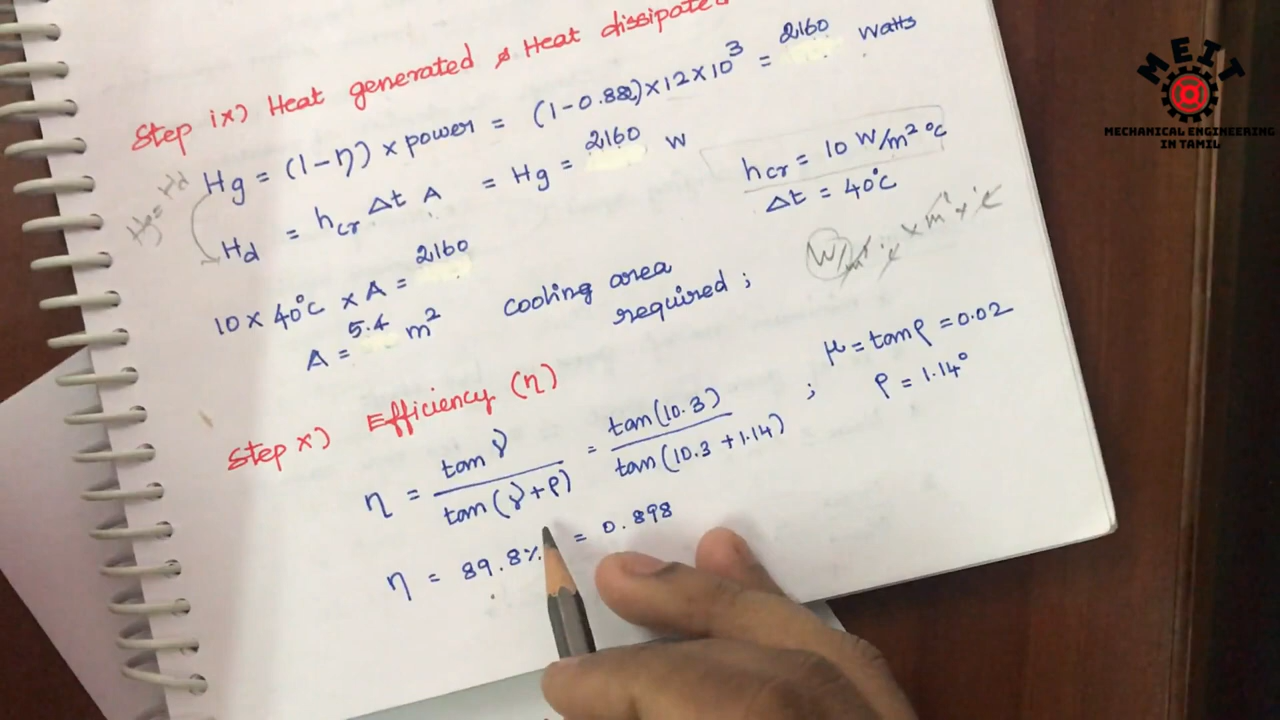 Step ix) Heat generated & Heat dissipated
Hg = (1-η) × power = (1-0.882)×12×10³ = 2160 watts
Hg = Hd
Hd = hcr Δt A = Hg = 2160 W
hcr = 10 W/m² °c
Δt = 40°c
10 × 40°c × A = 2160
W/m² °c × m² × °c
A = 5.4 m² cooling area required ;
Step x) Efficiency (η)
η = tan γ / tan (γ+ρ) = tan (10.3) / tan (10.3 + 1.14) ; μ = tan ρ = 0.02
ρ = 1.14°
η = 89.8% = 0.898
MEIT
MECHANICAL ENGINEERING
IN TAMIL